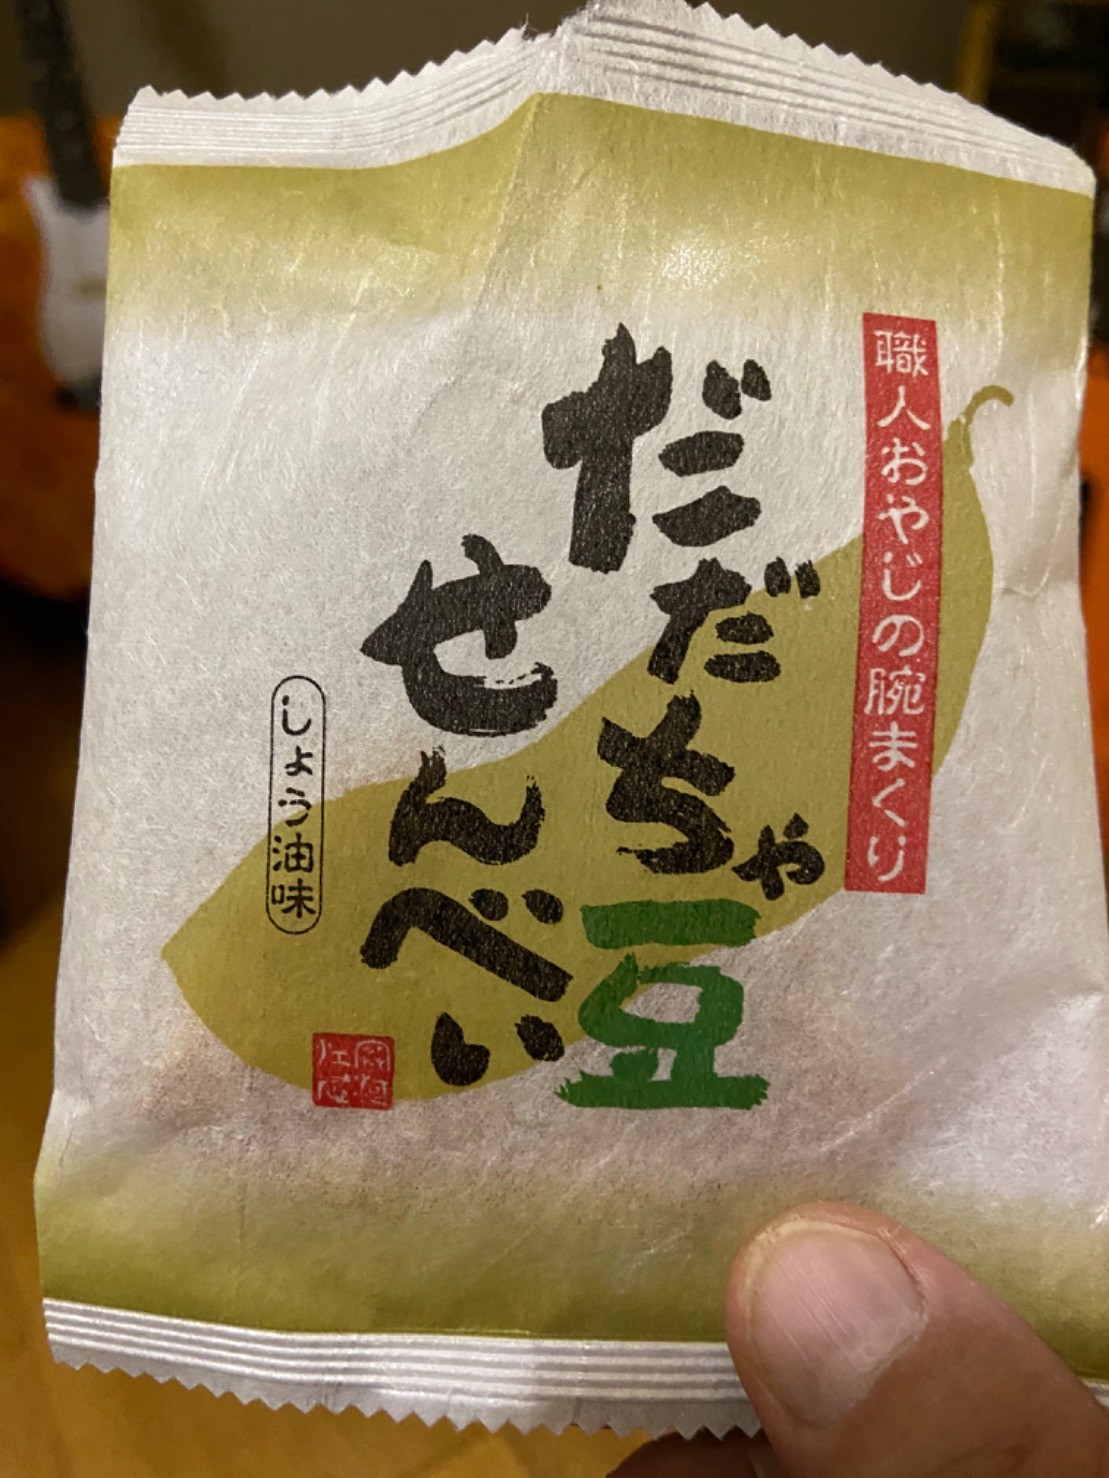 職人おやじの腕まくり
だだちゃ豆
せんべい
しょう油味